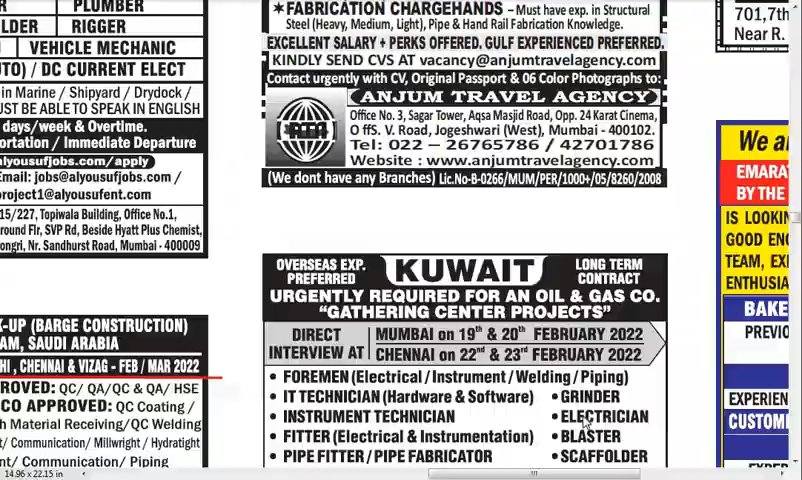 PLUMBER
LDER
RIGGER
VEHICLE MECHANIC
UTO) / DC CURRENT ELECT
in Marine / Shipyard / Drydock /
UST BE ABLE TO SPEAK IN ENGLISH
days/week & Overtime.
ortation / Immediate Departure
alyousufjobs.com/apply
Email: jobs@alyousufjobs.com /
project1@alyousufent.com
15/227, Topiwala Building, Office No.1,
round Flr, SVP Rd, Beside Hyatt Plus Chemist,
ongri, Nr. Sandhurst Road, Mumbai - 400009
K-UP (BARGE CONSTRUCTION)
AM, SAUDI ARABIA
HI , CHENNAI & VIZAG - FEB / MAR 2022
PROVED: QC/ QA/QC & QA/ HSE
CO APPROVED: QC Coating /
h Material Receiving/QC Welding
t/ Communication/ Millwright / Hydratight
nt/ Communication/ Piping
14.96 x 22.15 in
✶FABRICATION CHARGEHANDS – Must have exp. in Structural
Steel (Heavy, Medium, Light), Pipe & Hand Rail Fabrication Knowledge.
EXCELLENT SALARY + PERKS OFFERED. GULF EXPERIENCED PREFERRED.
KINDLY SEND CVS AT vacancy@anjumtravelagency.com
Contact urgently with CV, Original Passport & 06 Color Photographs to:
ANJUM TRAVEL AGENCY
ATA
Office No. 3, Sagar Tower, Aqsa Masjid Road, Opp. 24 Karat Cinema,
O ffS. V. Road, Jogeshwari (West), Mumbai - 400102.
Tel: 022 – 26765786 / 42701786
Website : www.anjumtravelagency.com
(We dont have any Branches) Lic.No-B-0266/MUM/PER/1000+/05/8260/2008
OVERSEAS EXP. PREFERRED
KUWAIT
LONG TERM CONTRACT
URGENTLY REQUIRED FOR AN OIL & GAS CO.
"GATHERING CENTER PROJECTS"
DIRECT INTERVIEW AT
MUMBAI on 19th & 20th FEBRUARY 2022
CHENNAI on 22nd & 23rd FEBRUARY 2022
• FOREMEN (Electrical / Instrument / Welding / Piping)
• IT TECHNICIAN (Hardware & Software) • GRINDER
• INSTRUMENT TECHNICIAN • ELECTRICIAN
• FITTER (Electrical & Instrumentation) • BLASTER
• PIPE FITTER / PIPE FABRICATOR • SCAFFOLDER
701,7th
Near R.
We a
EMARA
BY THE
IS LOOKIN
GOOD ENG
TEAM, EX
ENTHUSIA
BAKE
PREVIO
EXPERIEN
CUSTOM